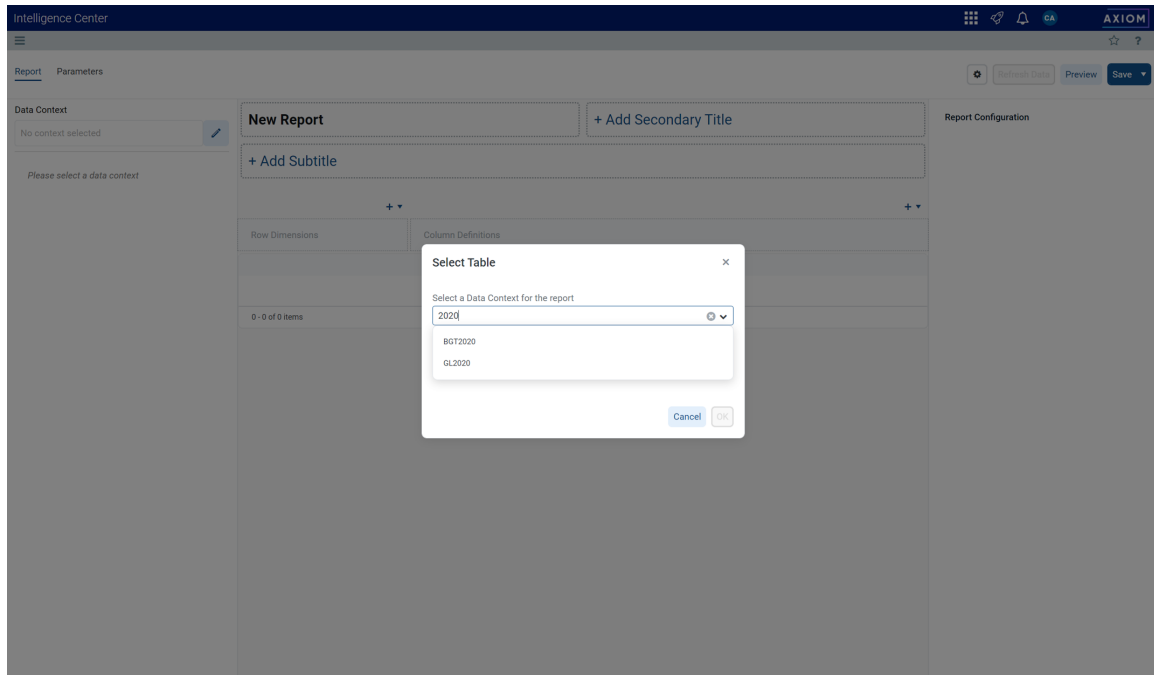 Intelligence Center
CA
AXIOM
?
Report Parameters
Refresh Data Preview Save
Data Context
No context selected
Please select a data context
New Report
+ Add Secondary Title
+ Add Subtitle
Report Configuration
+
+
Row Dimensions
Column Definitions
0 - 0 of 0 items
Select Table
×
Select a Data Context for the report
2020
BGT2020
GL2020
Cancel OK